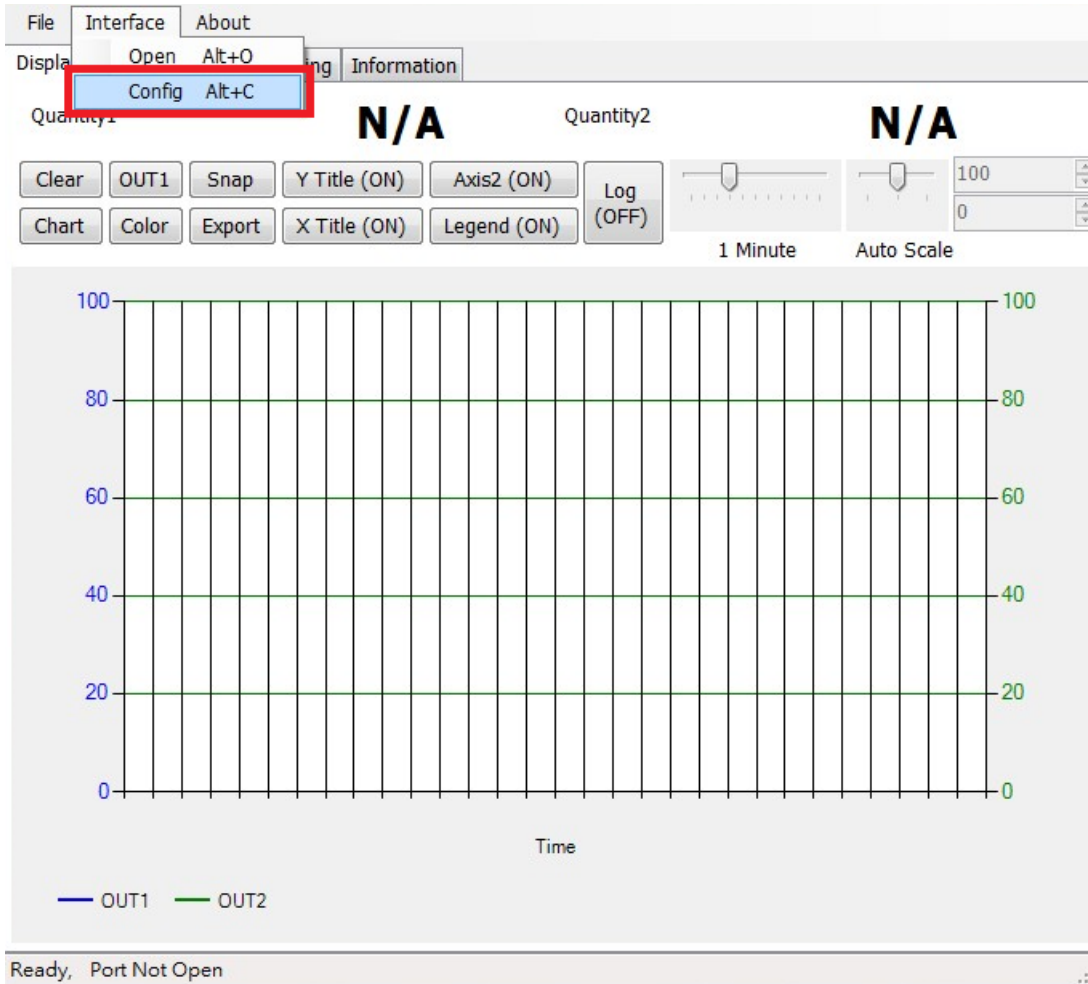 File Interface About
Open Alt+O
Displa ing Information
Config Alt+C
Quantity1 N/A Quantity2 N/A
Clear OUT1 Snap Y Title (ON) Axis2 (ON) Log (OFF) 100
Chart Color Export X Title (ON) Legend (ON) 0
1 Minute Auto Scale
100 100
80 80
60 60
40 40
20 20
0 0
Time
OUT1 OUT2
Ready, Port Not Open